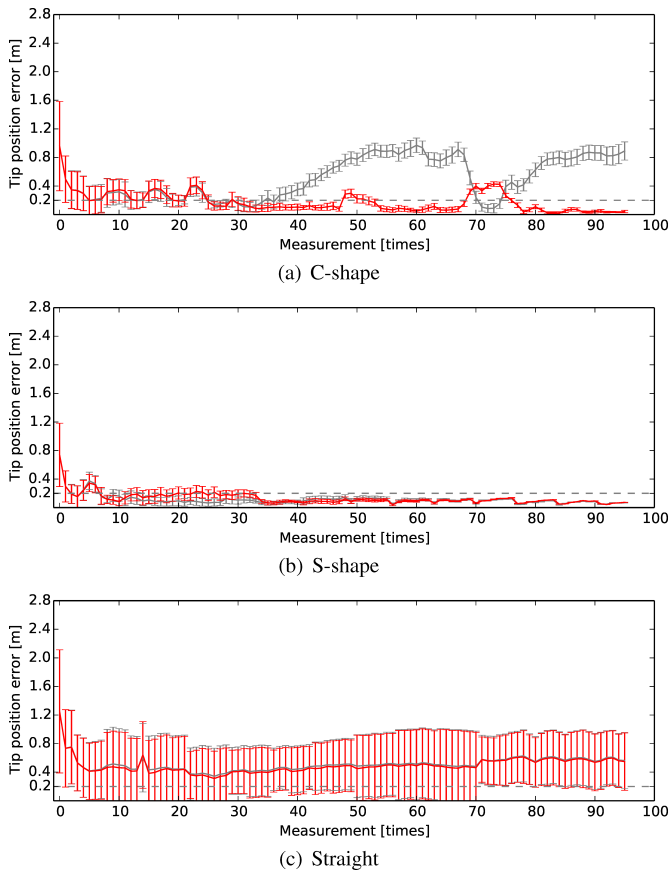 2.8
2.4
2.0
1.6
1.2
0.8
0.4
0.2
Tip position error [m]
0 10 20 30 40 50 60 70 80 90 100
Measurement [times]
(a) C-shape
2.8
2.4
2.0
1.6
1.2
0.8
0.4
0.2
Tip position error [m]
0 10 20 30 40 50 60 70 80 90 100
Measurement [times]
(b) S-shape
2.8
2.4
2.0
1.6
1.2
0.8
0.4
0.2
Tip position error [m]
0 10 20 30 40 50 60 70 80 90 100
Measurement [times]
(c) Straight